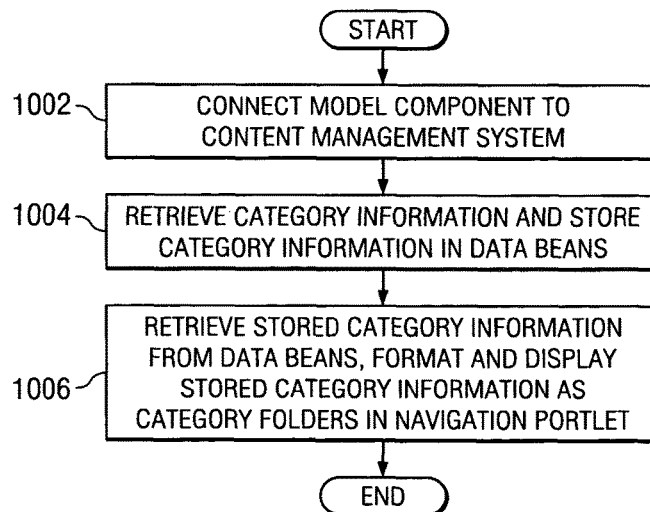 START
1002
CONNECT MODEL COMPONENT TO
CONTENT MANAGEMENT SYSTEM
1004
RETRIEVE CATEGORY INFORMATION AND STORE
CATEGORY INFORMATION IN DATA BEANS
1006
RETRIEVE STORED CATEGORY INFORMATION
FROM DATA BEANS, FORMAT AND DISPLAY
STORED CATEGORY INFORMATION AS
CATEGORY FOLDERS IN NAVIGATION PORTLET
END